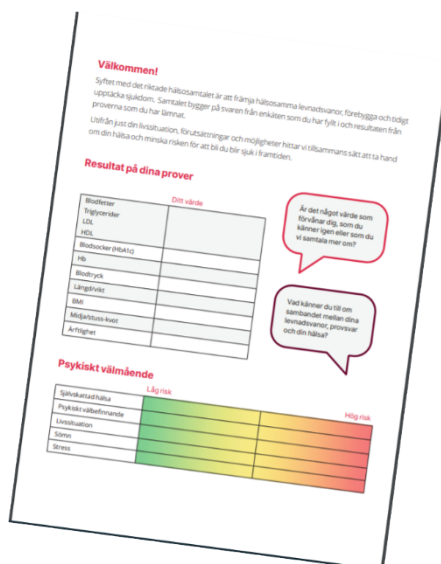 Välkommen!
Syftet med det riktade hälsosamtalet är att främja hälsosamma levnadsvanor, förebygga och tidigt
upptäcka sjukdom. Samtalet bygger på svaren från enkäten som du har fyllt i och resultaten från
proverna som du har lämnat.
Utifrån just din livssituation, förutsättningar och möjligheter hittar vi tillsammans sätt att ta hand
om din hälsa och minska risken för att bli du blir sjuk i framtiden.
Resultat på dina prover
Ditt värde
Blodfetter
Triglycerider
LDL
HDL
Blodsocker (HbA1c)
Hb
Blodtryck
Längd/vikt
BMI
Midja/stuss-kvot
Ärftlighet
Är det något värde som
förvånar dig, som du
känner igen eller som du
vi samtala mer om?
Vad känner du till om
sambandet mellan dina
levnadsvanor, provsvar
och din hälsa?
Psykiskt välmående
Låg risk
Hög risk
Självskattad hälsa
Psykiskt välbefinnande
Livssituation
Sömn
Stress